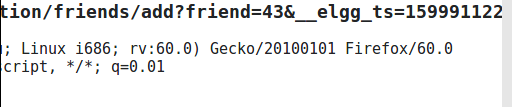 tion/friends/add?friend=43&__elgg_ts=159991122
; Linux i686; rv:60.0) Gecko/20100101 Firefox/60.0
cript, */*; q=0.01